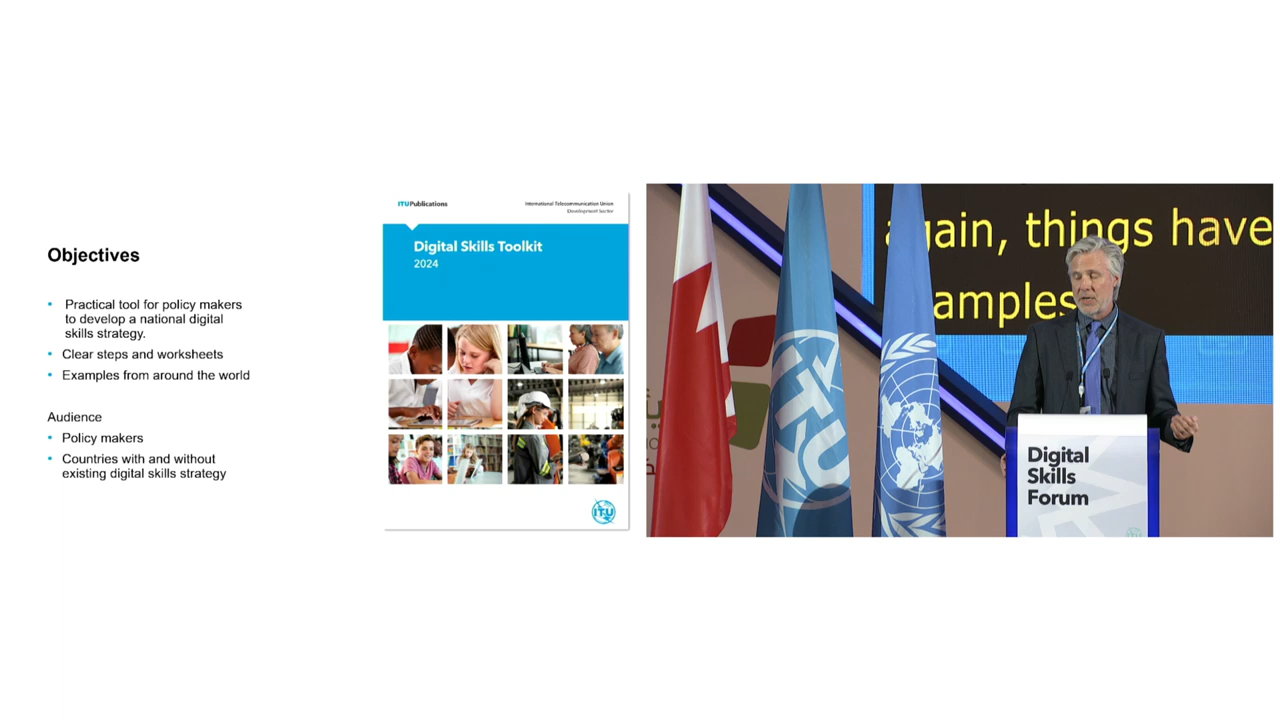 Objectives
• Practical tool for policy makers
to develop a national digital
skills strategy.
• Clear steps and worksheets
• Examples from around the world
Audience
• Policy makers
• Countries with and without
existing digital skills strategy
ITUPublications
International Telecommunication Union
Development Sector
Digital Skills Toolkit
2024
ITU
again, things have
amples
ITU
Digital
Skills
Forum